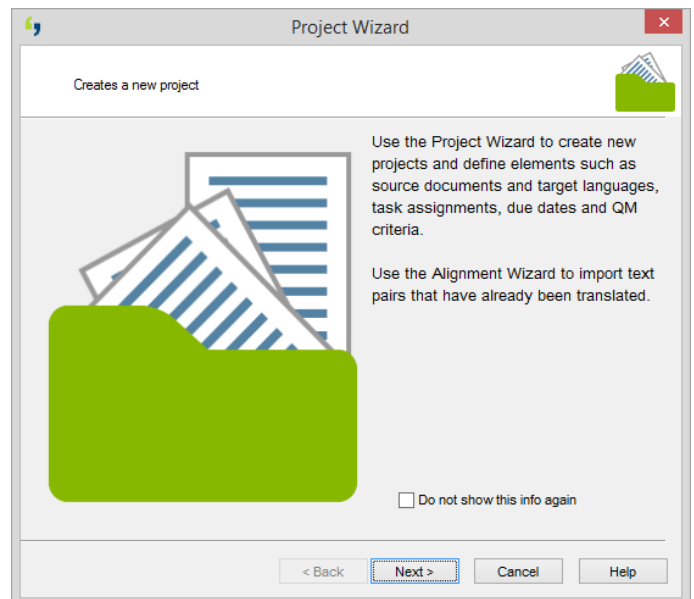 Project Wizard
Creates a new project
Use the Project Wizard to create new
projects and define elements such as
source documents and target languages,
task assignments, due dates and QM
criteria.
Use the Alignment Wizard to import text
pairs that have already been translated.
Do not show this info again
< Back
Next >
Cancel
Help